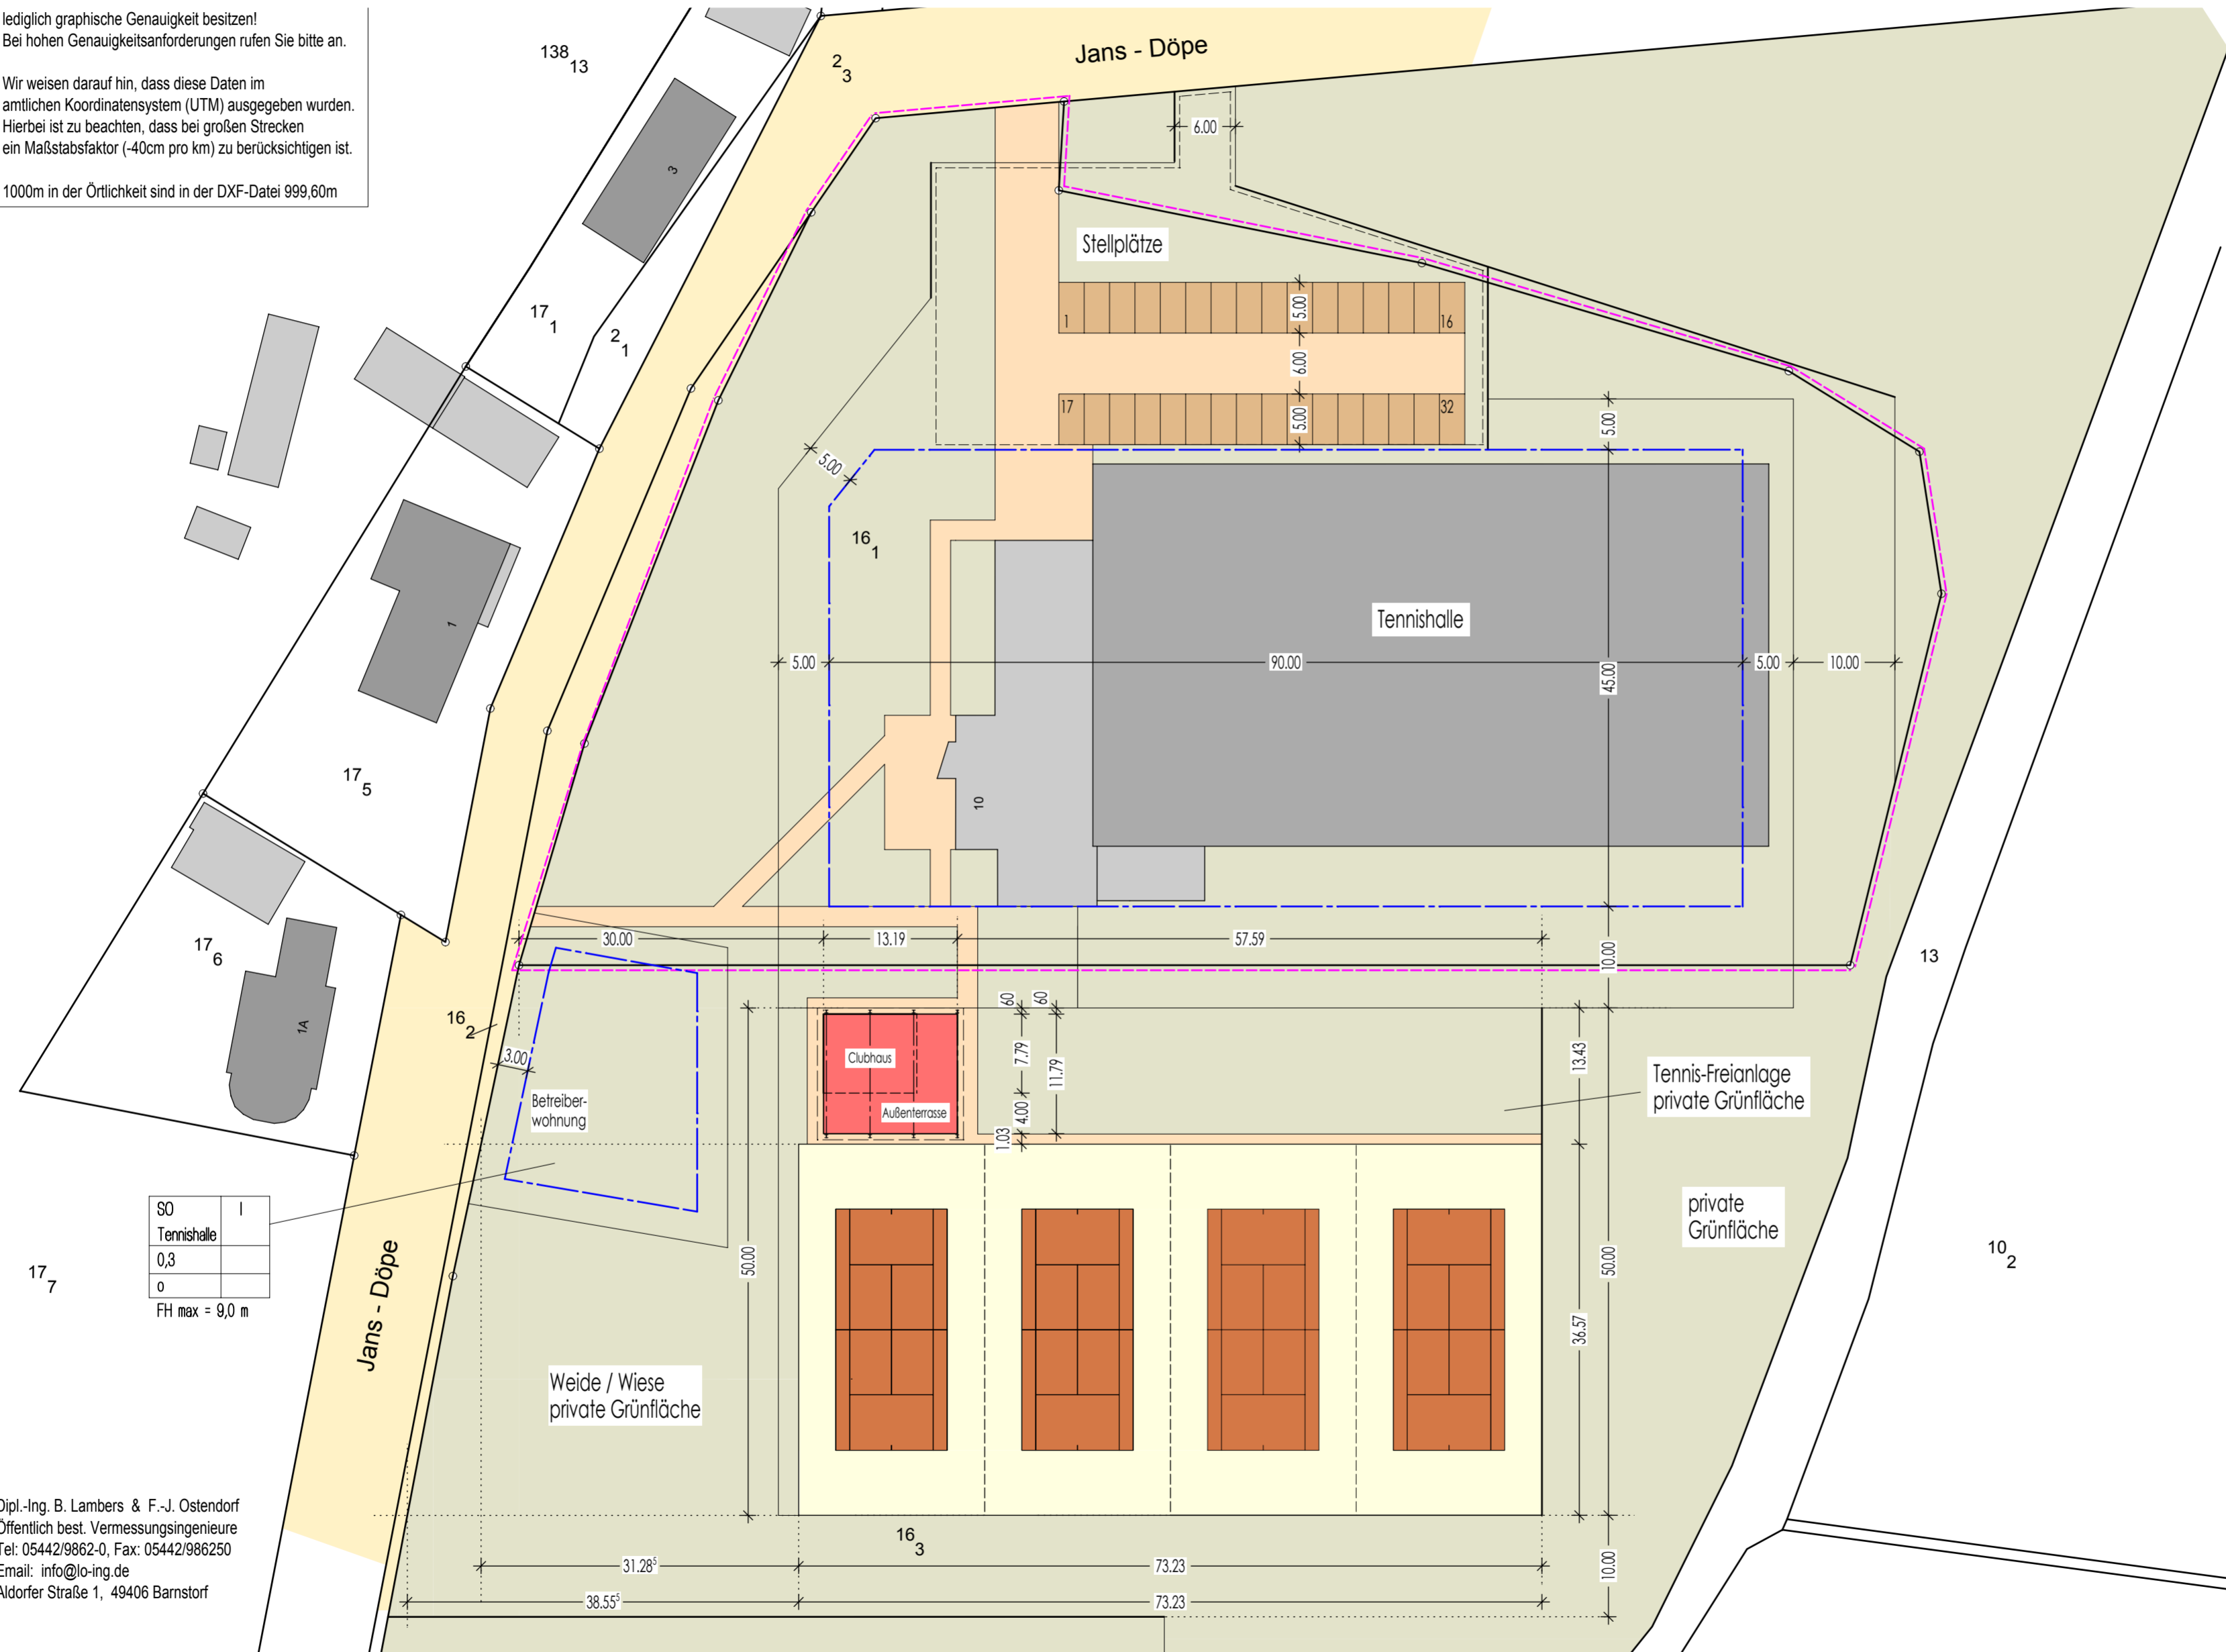 lediglich graphische Genauigkeit besitzen!
Bei hohen Genauigkeitsanforderungen rufen Sie bitte an.
Wir weisen darauf hin, dass diese Daten im
amtlichen Koordinatensystem (UTM) ausgegeben wurden.
Hierbei ist zu beachten, dass bei großen Strecken
ein Maßstabsfaktor (-40cm pro km) zu berücksichtigen ist.
1000m in der Örtlichkeit sind in der DXF-Datei 999,60m
138 13
2 3
Jans - Döpe
6.00
3
Stellplätze
17 1
2 1
5.00
1
16
6.00
17
32
5.00
5.00
5.00
16 1
1
Tennishalle
5.00
90.00
5.00
10.00
45.00
17 5
10
17 6
30.00
13.19
57.59
10.00
13
1A
16 2
60
60
3.00
Clubhaus
7.79
11.79
13.43
Betreiber-
wohnung
Außenterrasse
4.00
1.03
Tennis-Freianlage
private Grünfläche
SO
I
Tennishalle
0,3
o
FH max = 9,0 m
17 7
Jans - Döpe
50.00
50.00
private
Grünfläche
10 2
36.57
Weide / Wiese
private Grünfläche
Dipl.-Ing. B. Lambers & F.-J. Ostendorf
Öffentlich best. Vermessungsingenieure
Tel: 05442/9862-0, Fax: 05442/986250
Email: info@lo-ing.de
Aldorfer Straße 1, 49406 Barnstorf
16 3
31.28⁵
73.23
10.00
38.55⁵
73.23